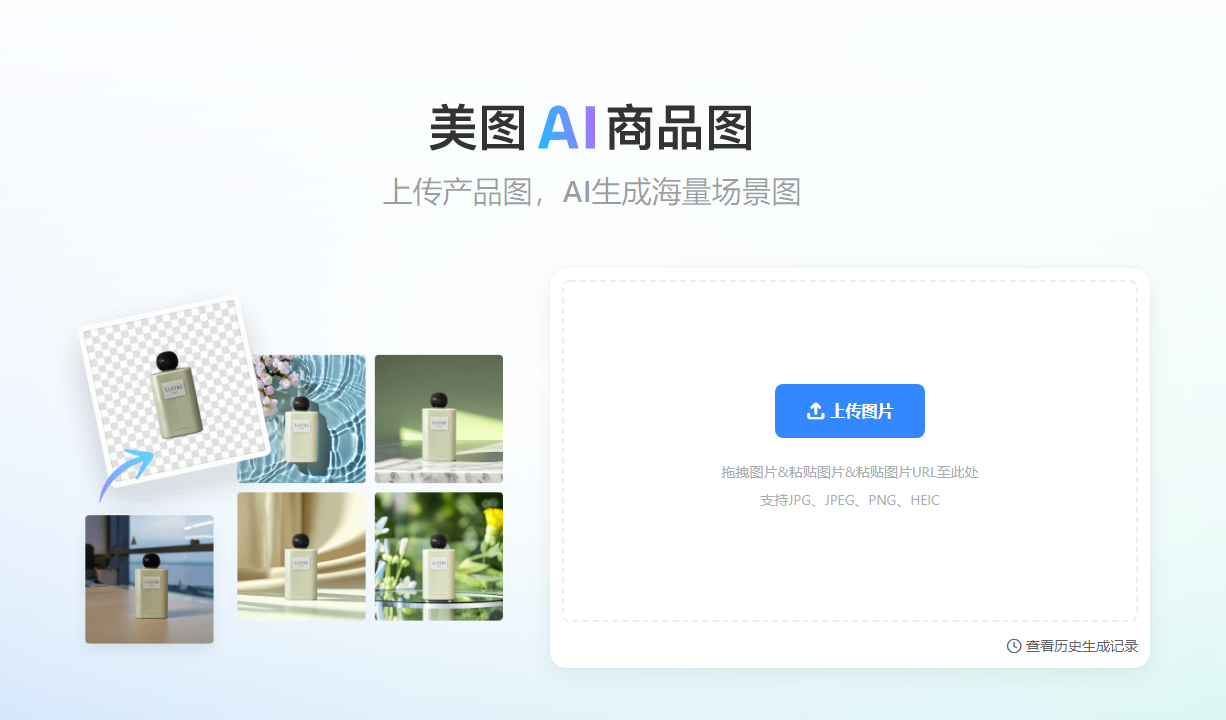 美图 AI 商品图
上传产品图，AI生成海量场景图
上传图片
拖拽图片&粘贴图片&粘贴图片URL至此处
支持JPG、JPEG、PNG、HEIC
查看历史生成记录